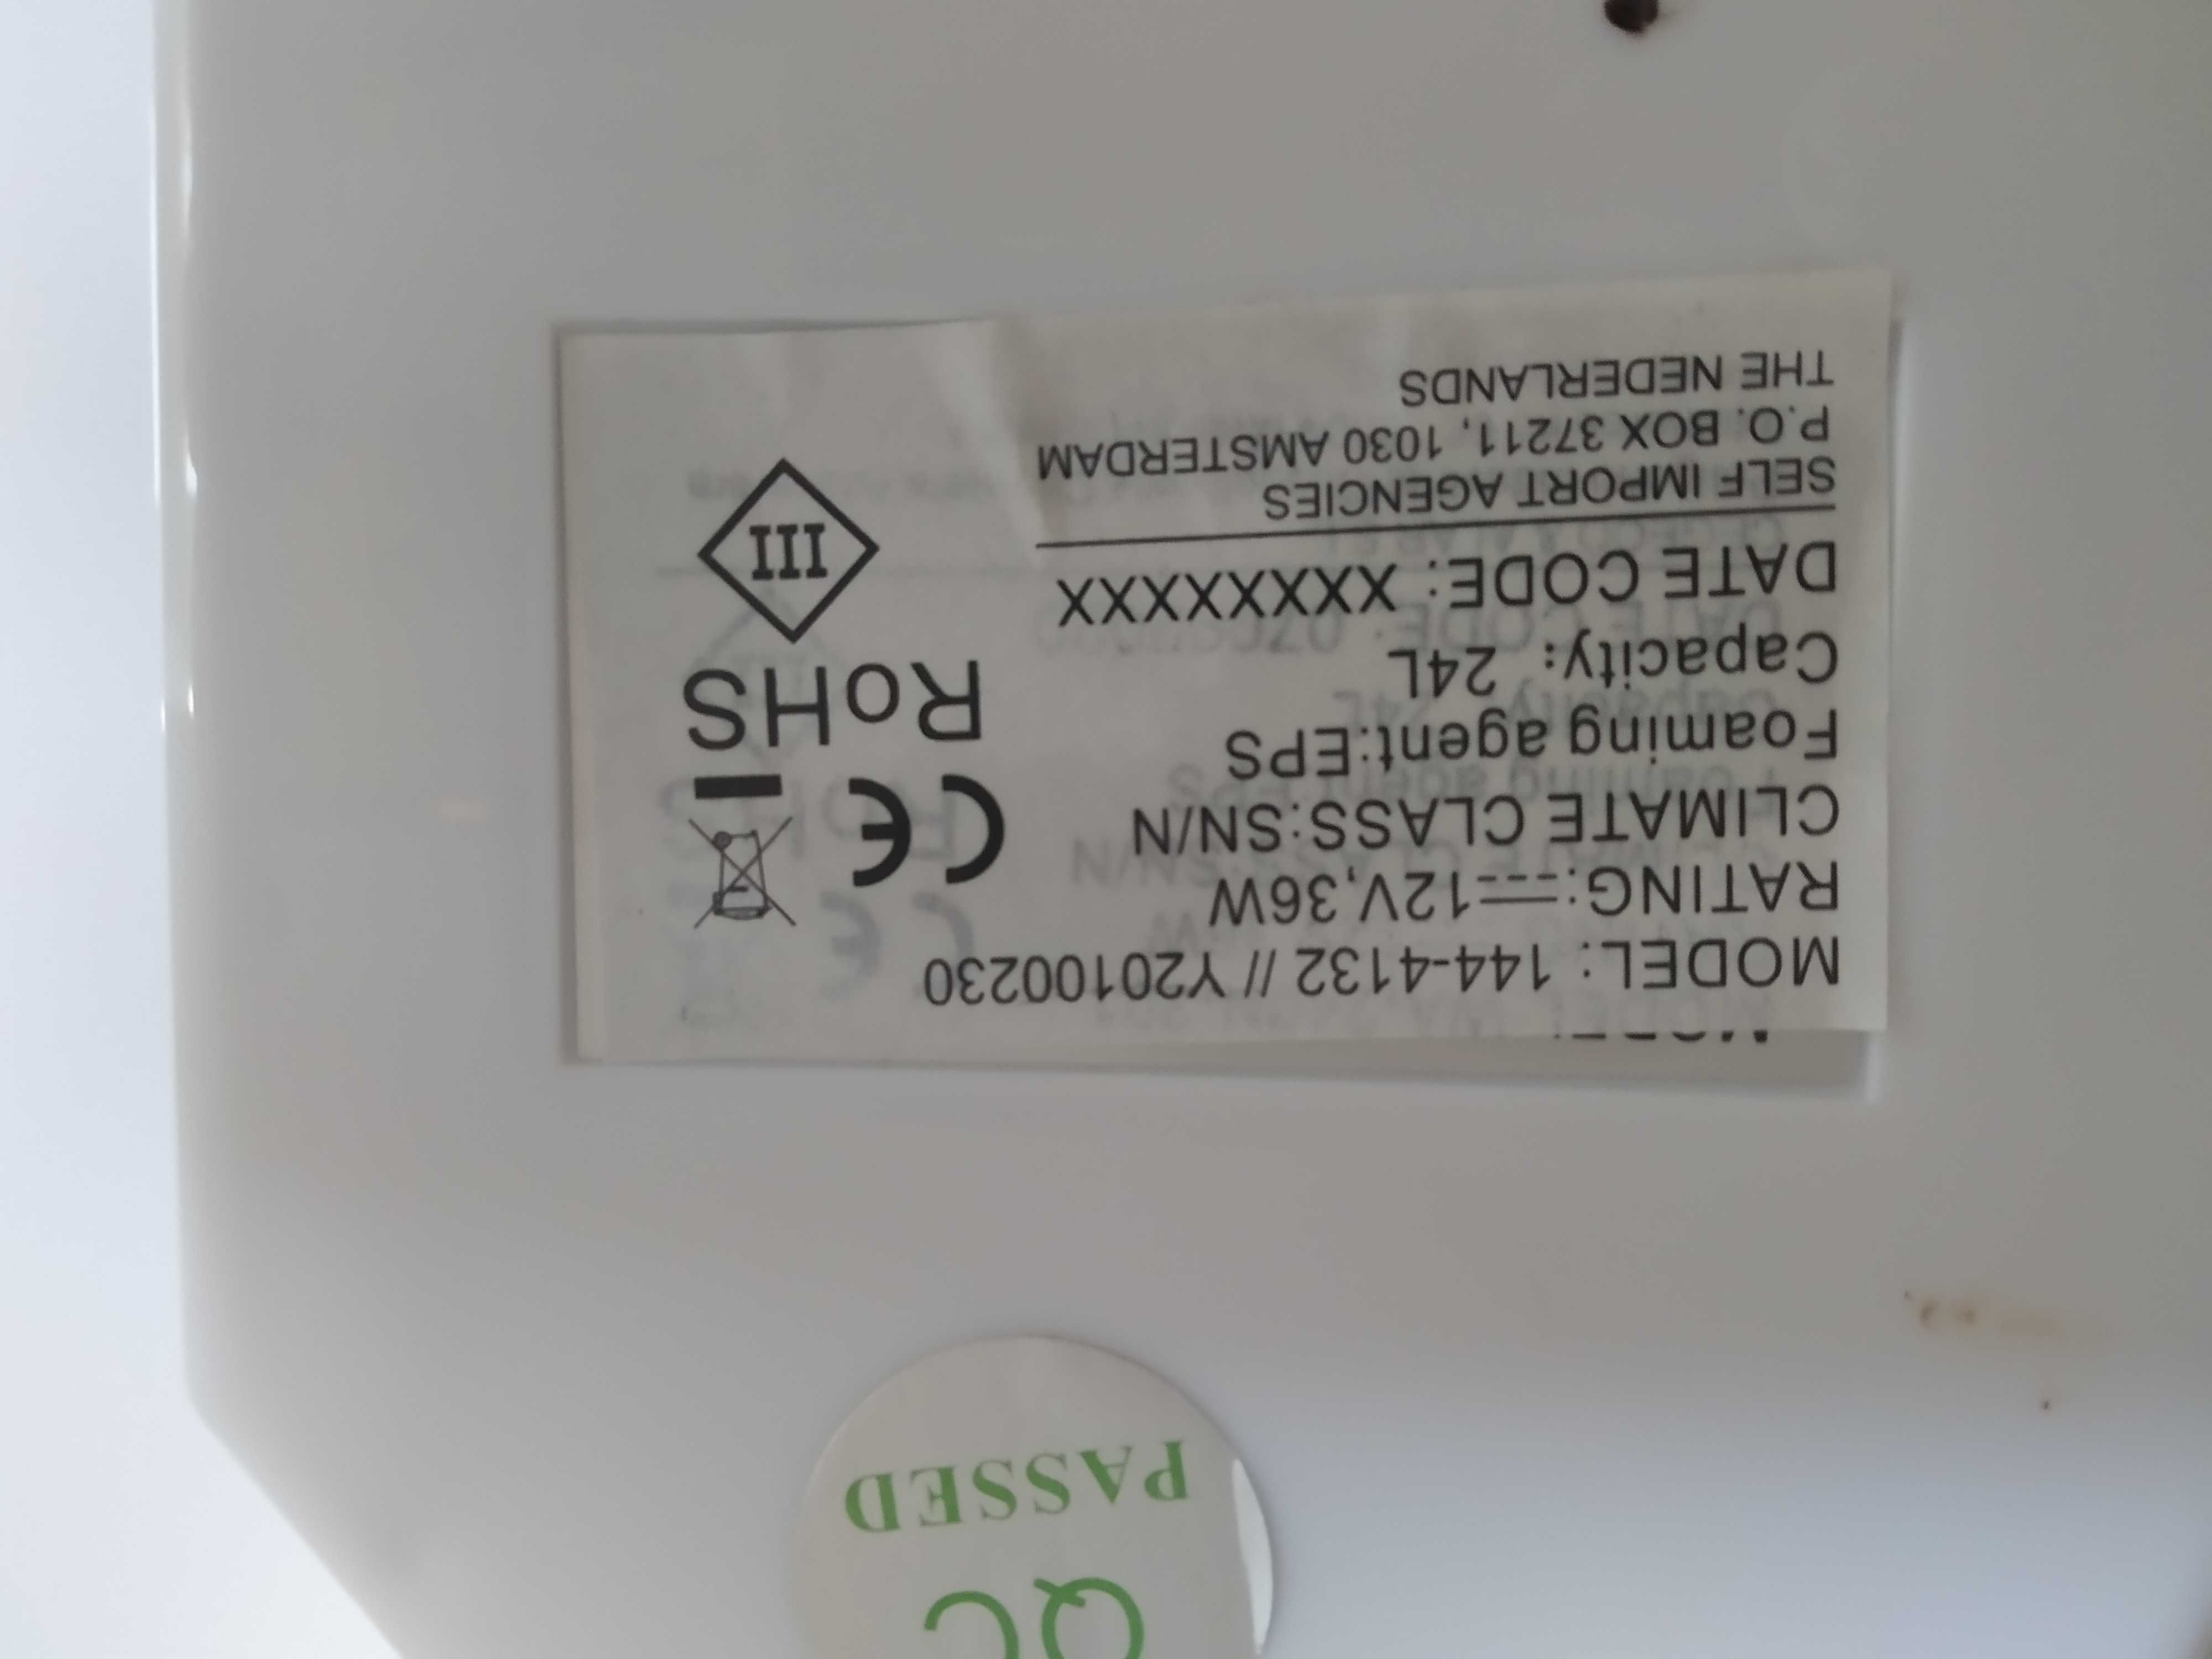 MODEL: 144-4132 // Y20100230
RATING:⎓12V,36W
CLIMATE CLASS:SN/N
Foaming agent:EPS
Capacity: 24L
DATE CODE: XXXXXXXX
SELF IMPORT AGENCIES
P.O. BOX 37211, 1030 AMSTERDAM
THE NEDERLANDS
CE
RoHS
III
QC
PASSED